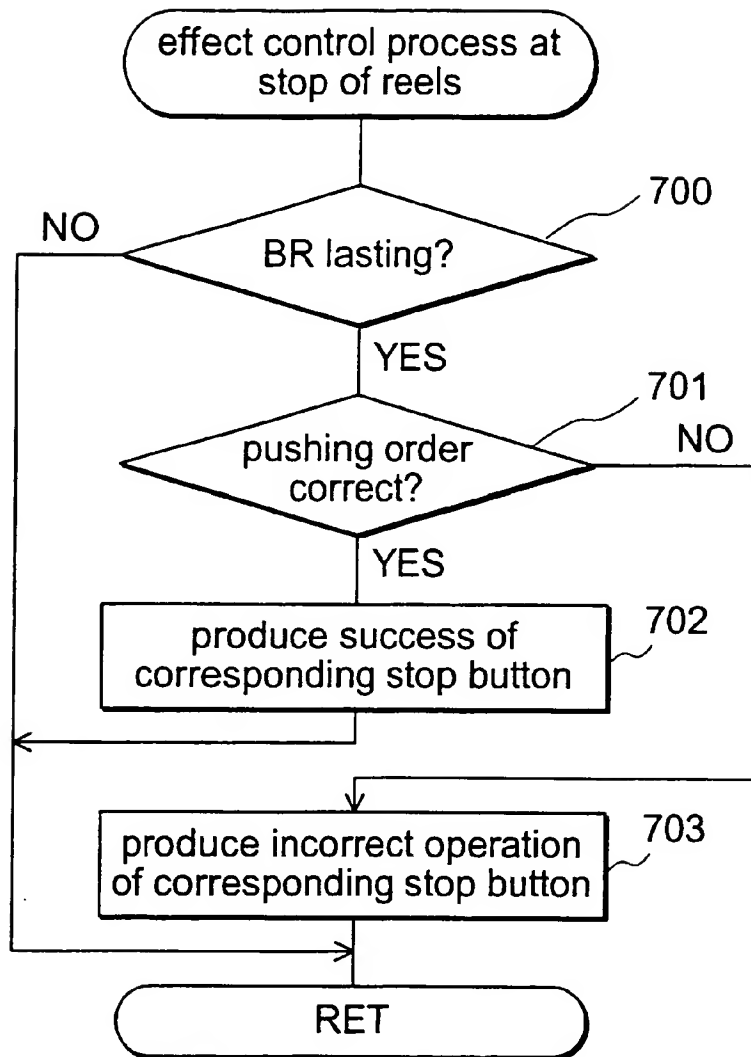 effect control process at
stop of reels
700
NO
BR lasting?
YES
701
NO
pushing order
correct?
YES
702
produce success of
corresponding stop button
703
produce incorrect operation
of corresponding stop button
RET